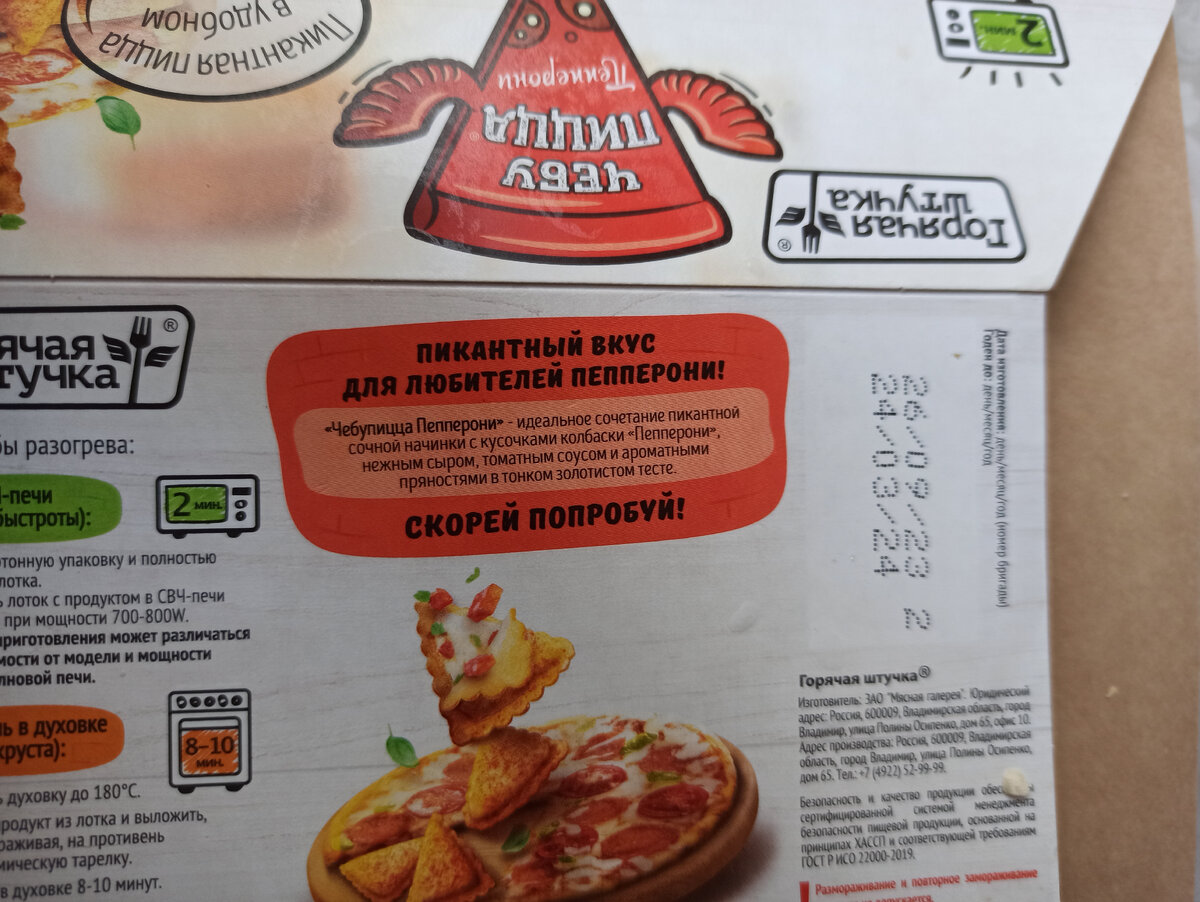 Пикантная пицца
в удобном
2 мин.
ЧЕБУ
ПИЦЦА®
Пепперони
Горячая
штучка
®
ячая
тучка
®
ПИКАНТНЫЙ ВКУС
ДЛЯ ЛЮБИТЕЛЕЙ ПЕППЕРОНИ!
«Чебупицца Пепперони» - идеальное сочетание пикантной
сочной начинки с кусочками колбаски «Пепперони»,
нежным сыром, томатным соусом и ароматными
пряностями в тонком золотистом тесте.
СКОРЕЙ ПОПРОБУЙ!
Дата изготовления: день/месяц/год (номер бригады)
Годен до: день/месяц/год
26/09/23 2
24/03/24
бы разогрева:
-печи
быстроты):
2 мин.
тонную упаковку и полностью
лотка.
ь лоток с продуктом в СВЧ-печи
при мощности 700-800W.
приготовления может различаться
мости от модели и мощности
лновой печи.
ь в духовке
хруста):
8-10
мин.
ь духовку до 180°С.
продукт из лотка и выложить,
раживая, на противень
мическую тарелку.
в духовке 8-10 минут.
Горячая штучка®
Изготовитель: ЗАО "Мясная галерея". Юридический
адрес: Россия, 600009, Владимирская область, город
Владимир, улица Полины Осипенко, дом 65, офис 10.
Адрес производства: Россия, 600009, Владимирская
область, город Владимир, улица Полины Осипенко,
дом 65. Тел.: +7 (4922) 52-99-99.
Безопасность и качество продукции
сертифицированной системой менеджмента
безопасности пищевой продукции, основанной на
принципах ХАССП и соответствующей требованиям
ГОСТ Р ИСО 22000-2019.
! Размораживание и повторное замораживание